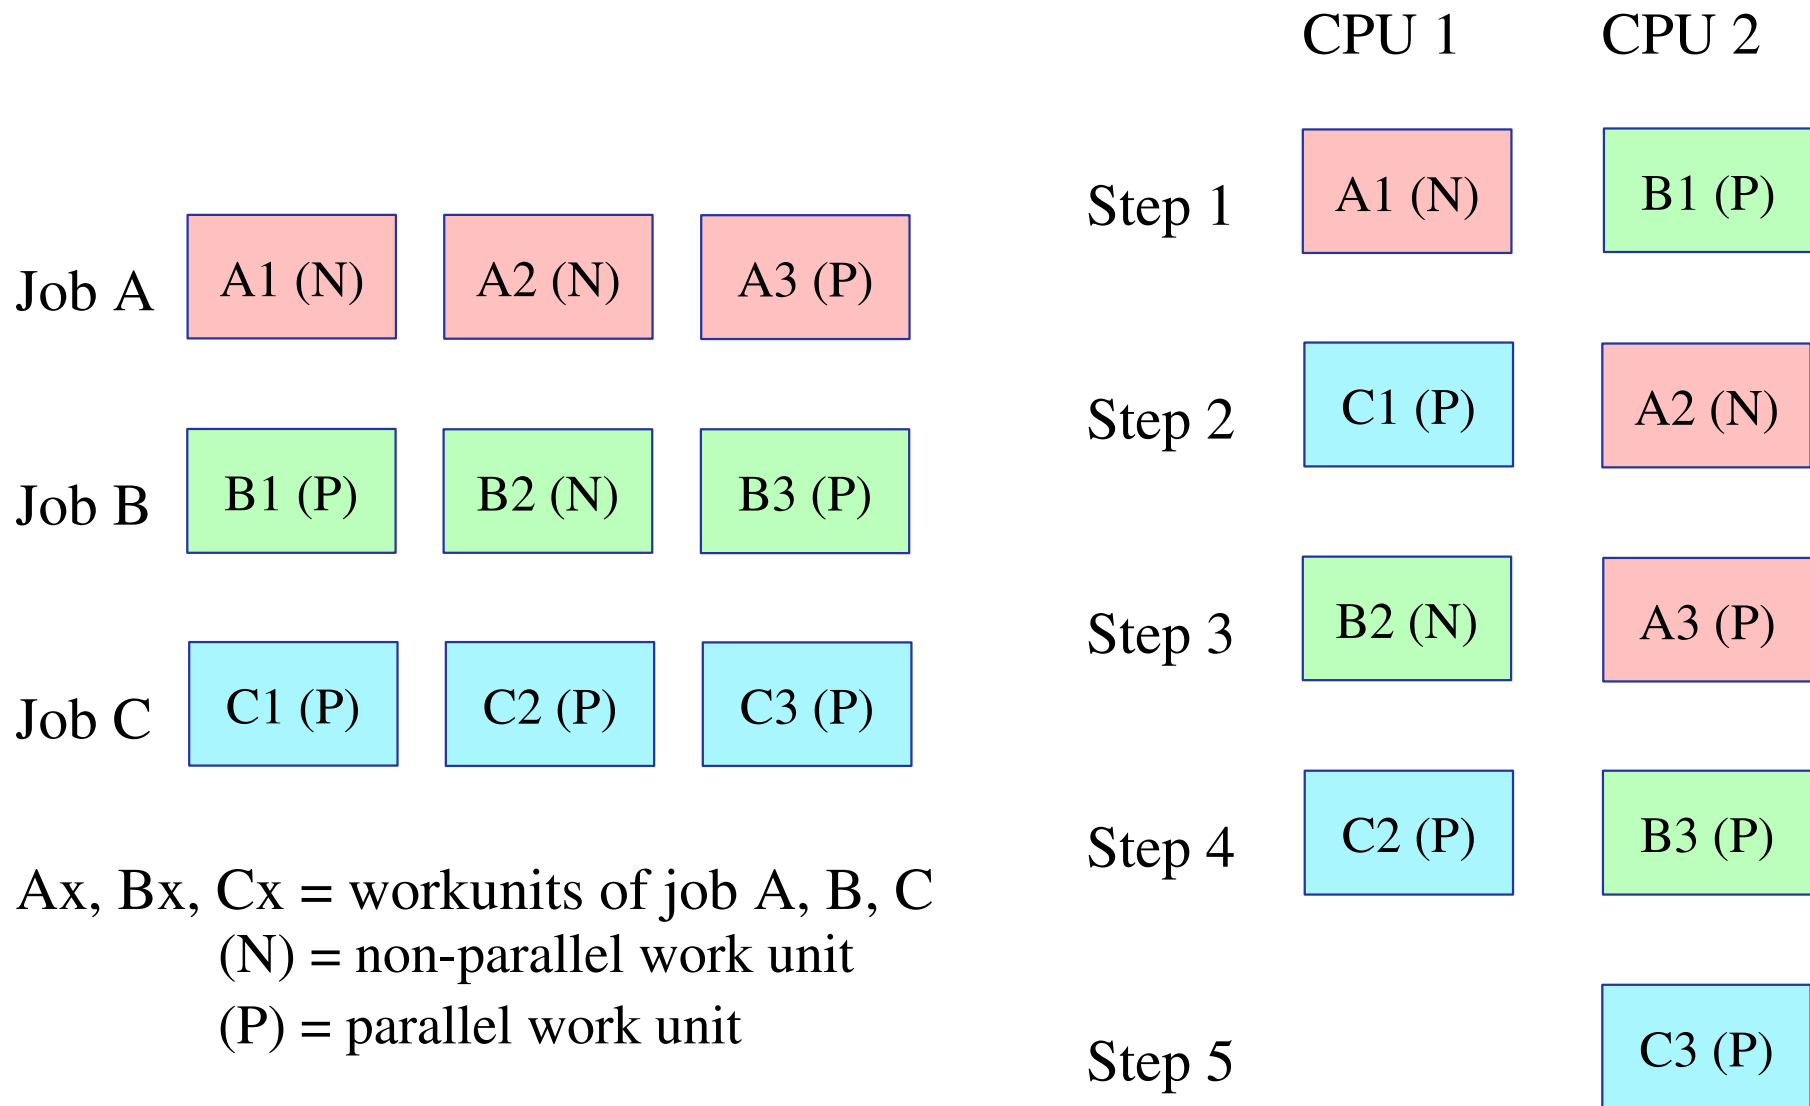 CPU 1 CPU 2
Step 1 A1 (N) B1 (P)
Job A A1 (N) A2 (N) A3 (P)
Step 2 C1 (P) A2 (N)
Job B B1 (P) B2 (N) B3 (P)
Step 3 B2 (N) A3 (P)
Job C C1 (P) C2 (P) C3 (P)
Step 4 C2 (P) B3 (P)
Ax, Bx, Cx = workunits of job A, B, C
(N) = non-parallel work unit
(P) = parallel work unit
Step 5 C3 (P)